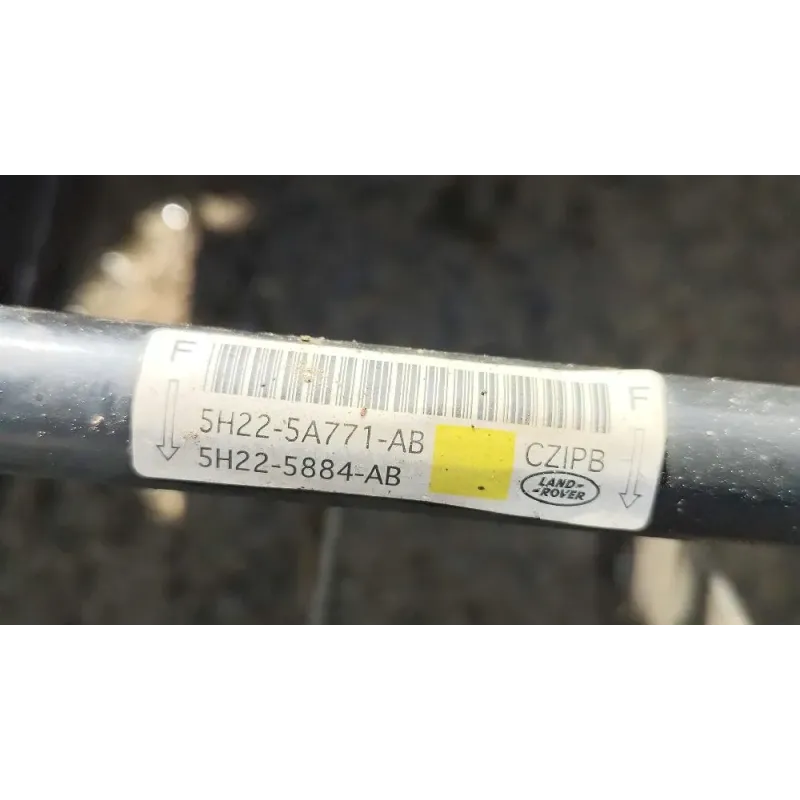 F
F
5H22-5A771-AB
CZIPB
5H22-5884-AB
LAND-
-ROVER